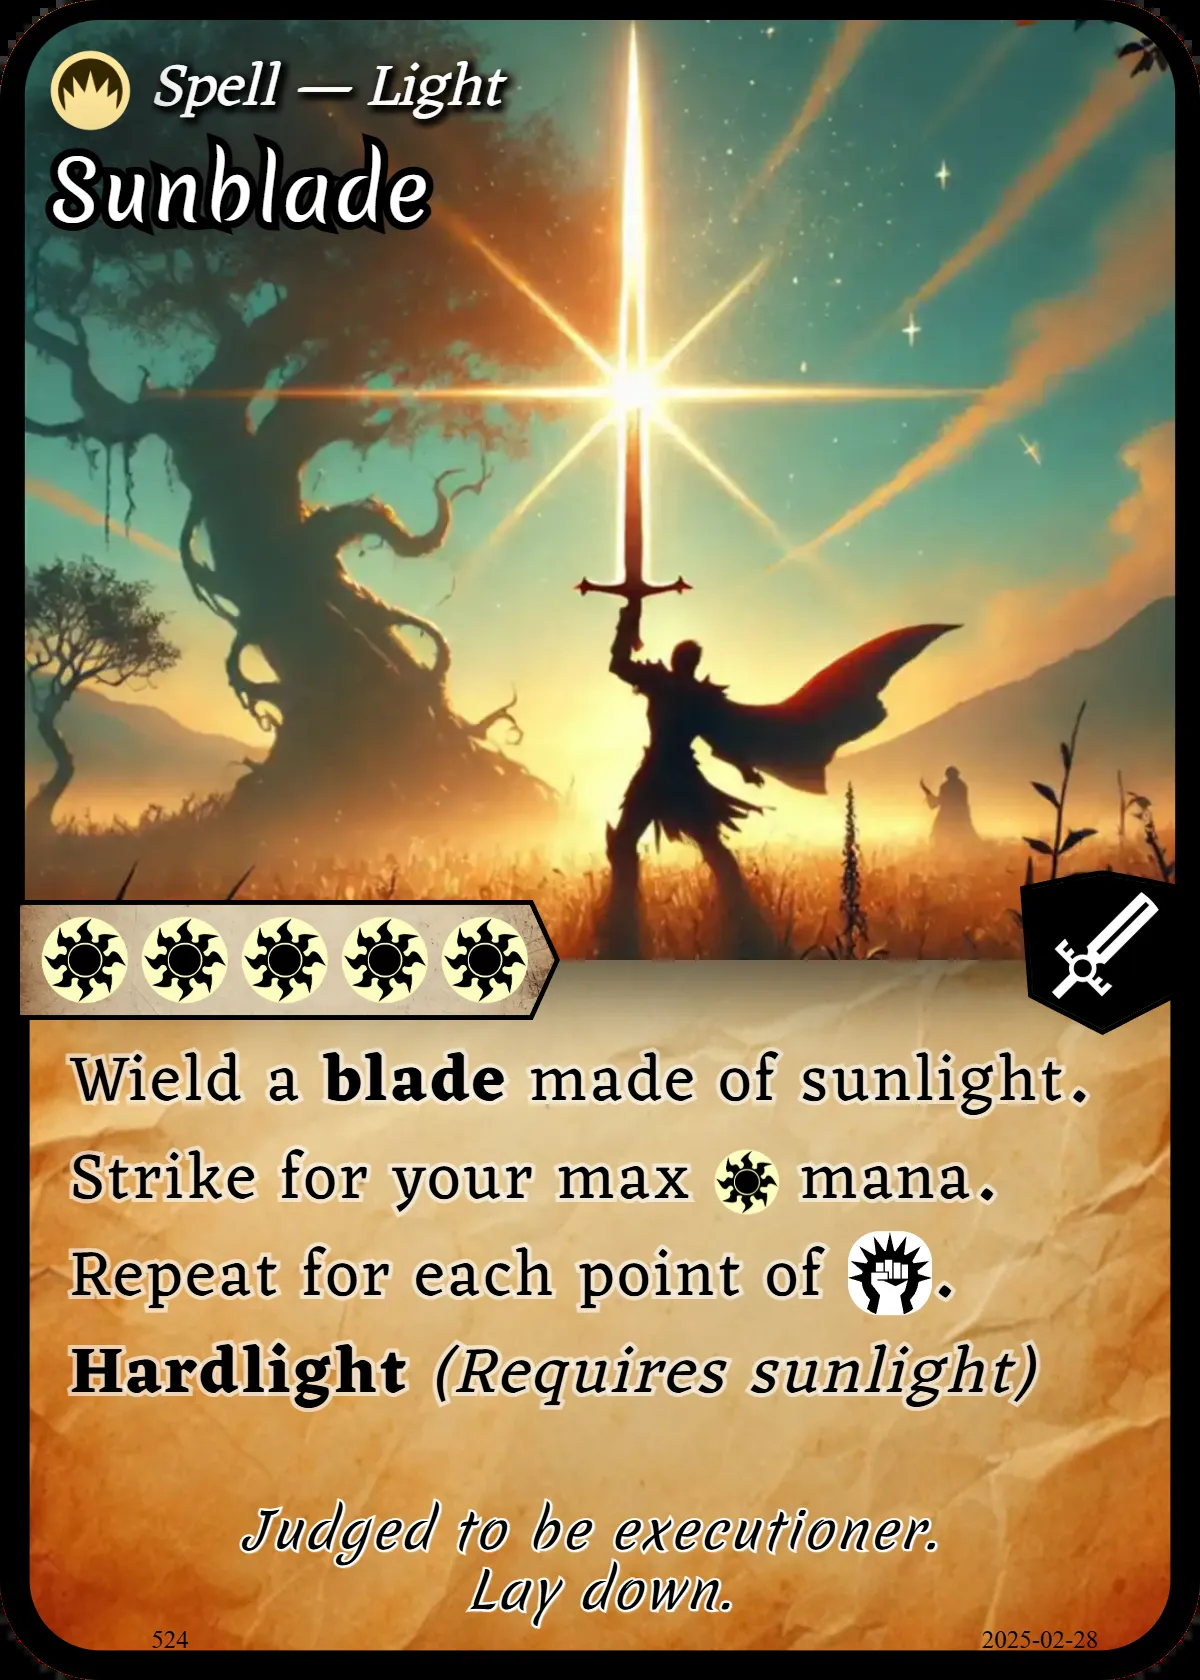 Spell — Light
Sunblade
Wield a blade made of sunlight.
Strike for your max mana.
Repeat for each point of .
Hardlight (Requires sunlight)
Judged to be executioner.
Lay down.
524 2025-02-28